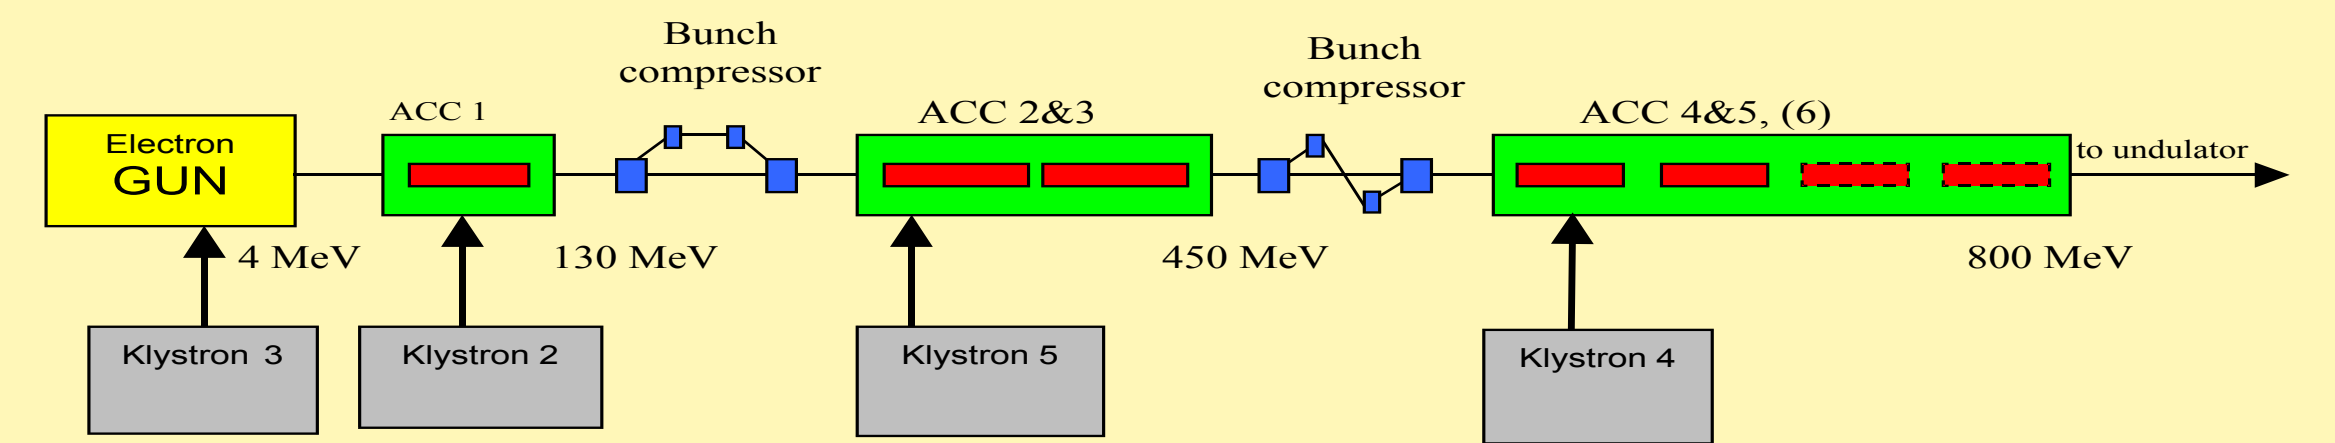 Bunch
compressor
Bunch
compressor
ACC 1
ACC 2&3
ACC 4&5, (6)
Electron
GUN
to undulator
4 MeV
130 MeV
450 MeV
800 MeV
Klystron 3
Klystron 2
Klystron 5
Klystron 4